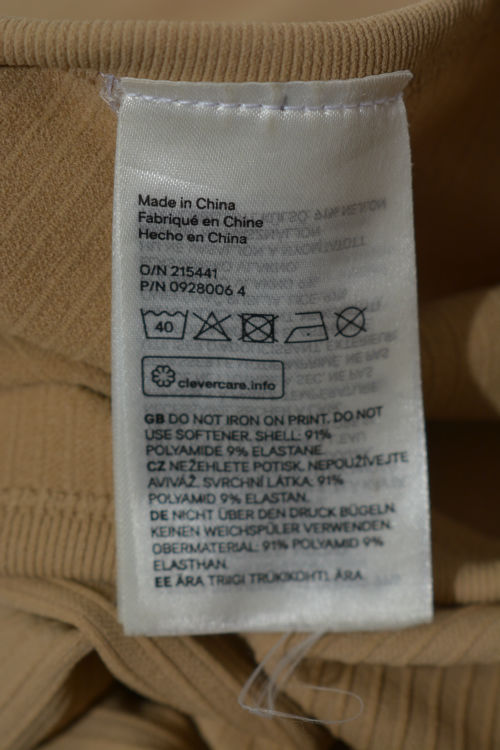 Made in China
Fabriqué en Chine
Hecho en China
O/N 215441
P/N 0928006 4
40
clevercare.info
GB DO NOT IRON ON PRINT. DO NOT
USE SOFTENER. SHELL: 91%
POLYAMIDE 9% ELASTANE.
CZ NEŽEHLETE POTISK. NEPOUŽÍVEJTE
AVIVÁŽ. SVRCHNÍ LÁTKA: 91%
POLYAMID 9% ELASTAN.
DE NICHT ÜBER DEN DRUCK BÜGELN.
KEINEN WEICHSPÜLER VERWENDEN.
OBERMATERIAL: 91% POLYAMID 9%
ELASTHAN.
EE ÄRA TRIIGI TRÜKIKOHTI. ÄRA